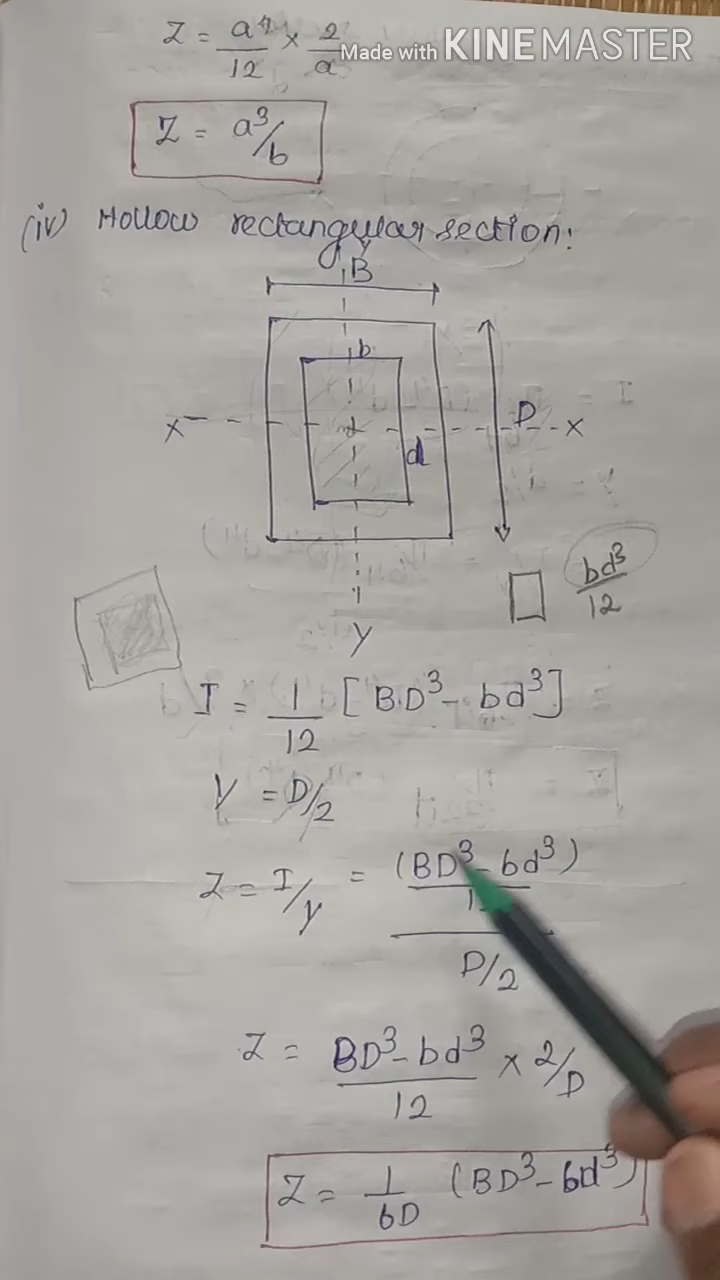 Z = a⁴/12 × 2/a
Made with KINEMASTER
Z = a³/b
(iv) Hollow rectangular section:
y
B
b
X X
D
d
y
bd³/12
I = 1/12 [BD³ - bd³]
Y = D/2
Z = I/y = (BD³ - bd³)/12 / D/2
Z = BD³ - bd³/12 × 2/D
Z = 1/6D (BD³ - bd³)